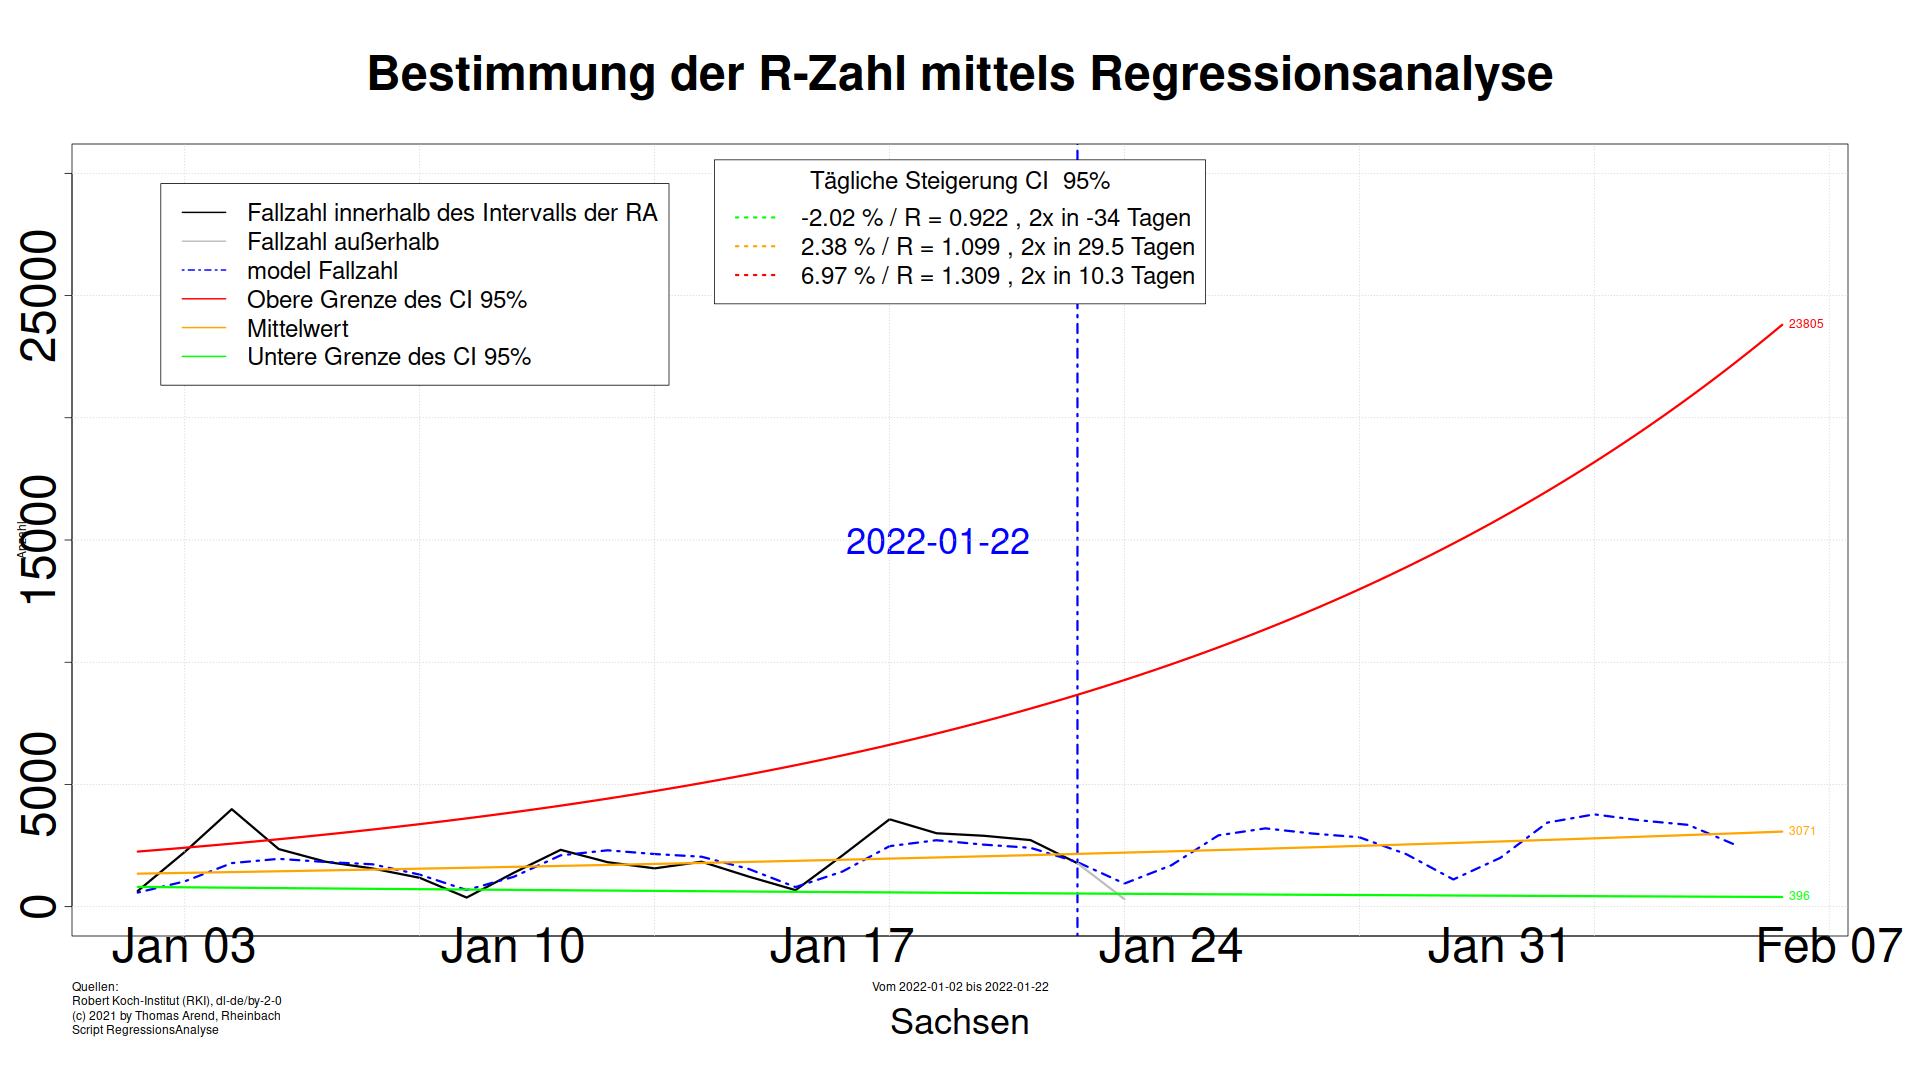 Bestimmung der R-Zahl mittels Regressionsanalyse
Fallzahl innerhalb des Intervalls der RA
Fallzahl außerhalb
model Fallzahl
Obere Grenze des CI 95%
Mittelwert
Untere Grenze des CI 95%
Tägliche Steigerung CI  95%
-2.02 % / R = 0.922 , 2x in -34 Tagen
2.38 % / R = 1.099 , 2x in 29.5 Tagen
6.97 % / R = 1.309 , 2x in 10.3 Tagen
25000
15000
5000
0
Anzahl
2022-01-22
23805
3071
396
Jan 03
Jan 10
Jan 17
Jan 24
Jan 31
Feb 07
Quellen:
Robert Koch-Institut (RKI), dl-de/by-2-0
(c) 2021 by Thomas Arend, Rheinbach
Script RegressionsAnalyse
Vom 2022-01-02 bis 2022-01-22
Sachsen